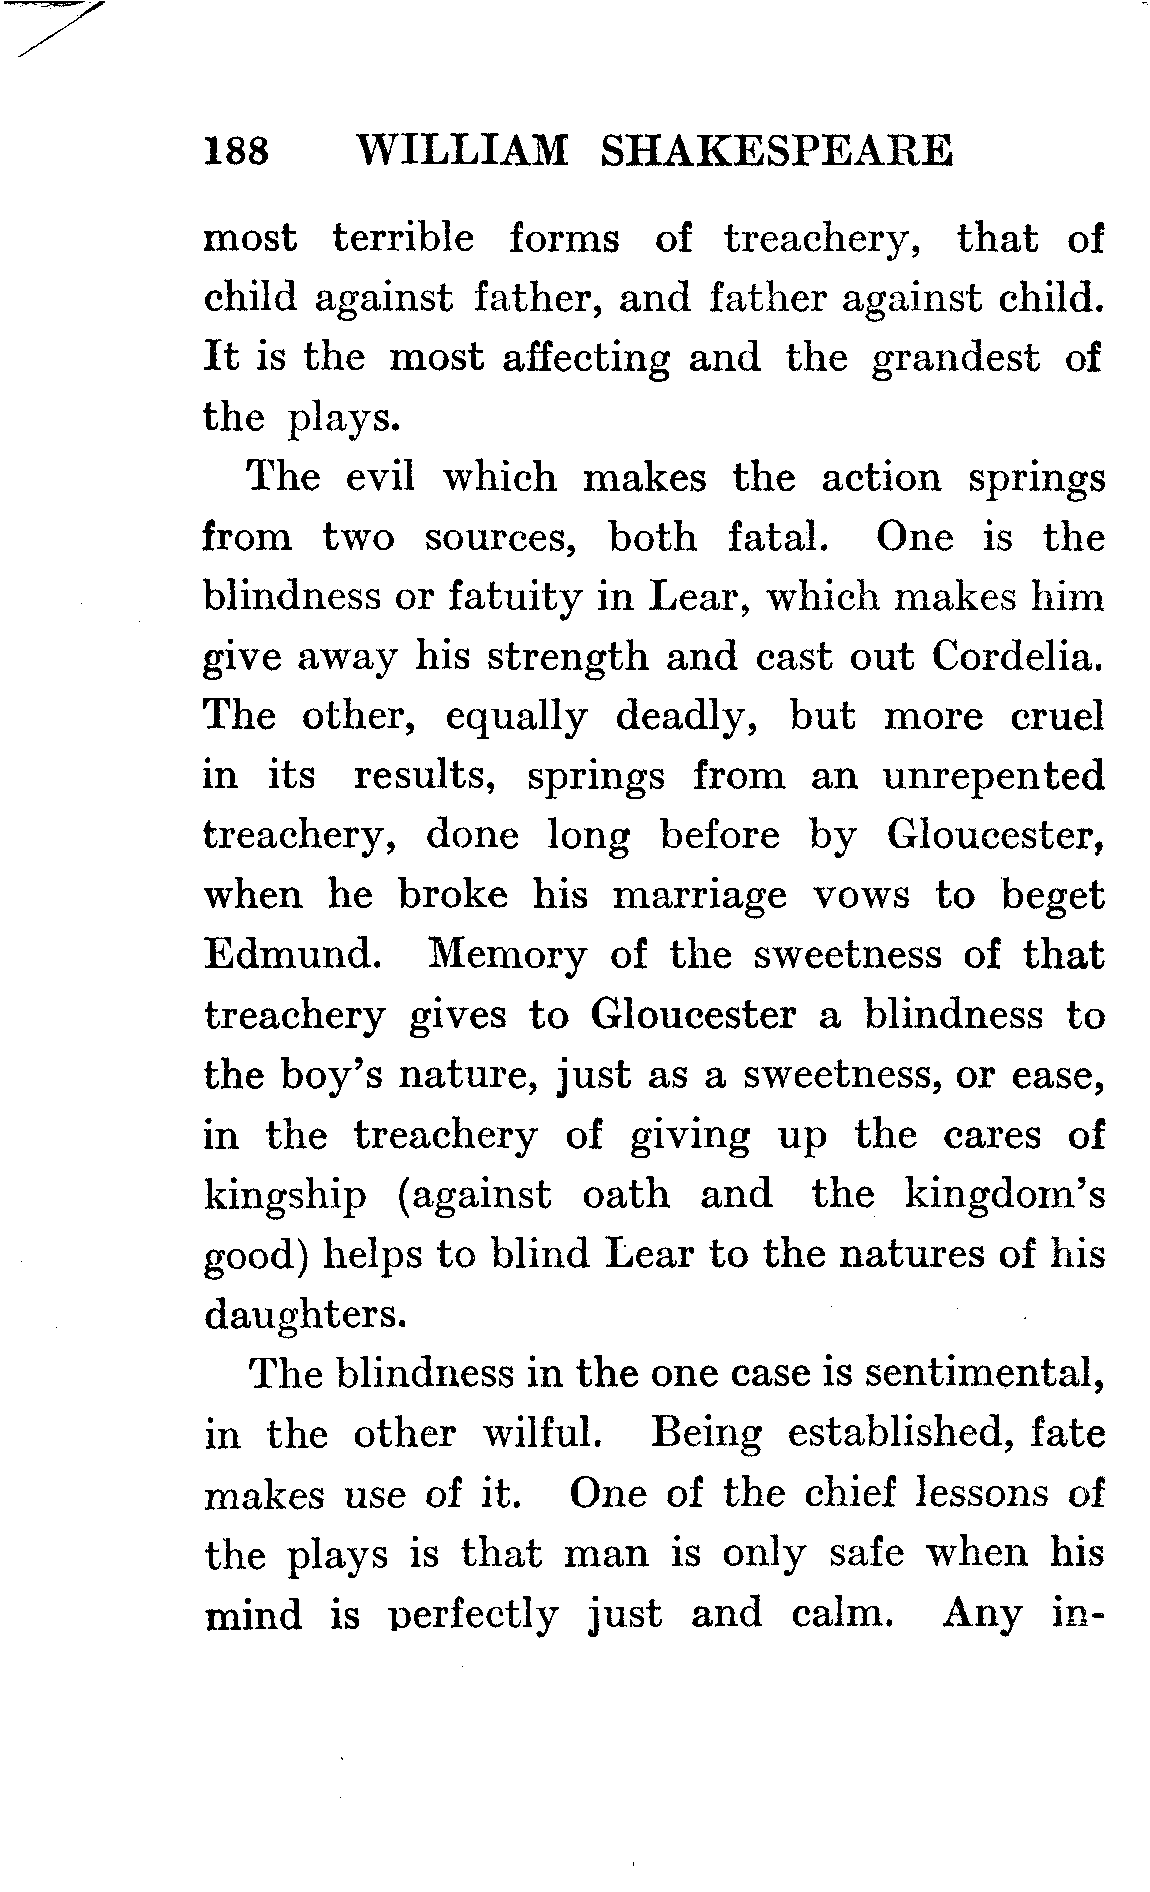 188 WILLIAM SHAKESPEARE
most terrible forms of treachery, that of
child against father, and father against child.
It is the most affecting and the grandest of
the plays.
The evil which makes the action springs
from two sources, both fatal. One is the
blindness or fatuity in Lear, which makes him
give away his strength and cast out Cordelia.
The other, equally deadly, but more cruel
in its results, springs from an unrepented
treachery, done long before by Gloucester,
when he broke his marriage vows to beget
Edmund. Memory of the sweetness of that
treachery gives to Gloucester a blindness to
the boy's nature, just as a sweetness, or ease,
in the treachery of giving up the cares of
kingship (against oath and the kingdom's
good) helps to blind Lear to the natures of his
daughters.
The blindness in the one case is sentimental,
in the other wilful. Being established, fate
makes use of it. One of the chief lessons of
the plays is that man is only safe when his
mind is perfectly just and calm. Any in-